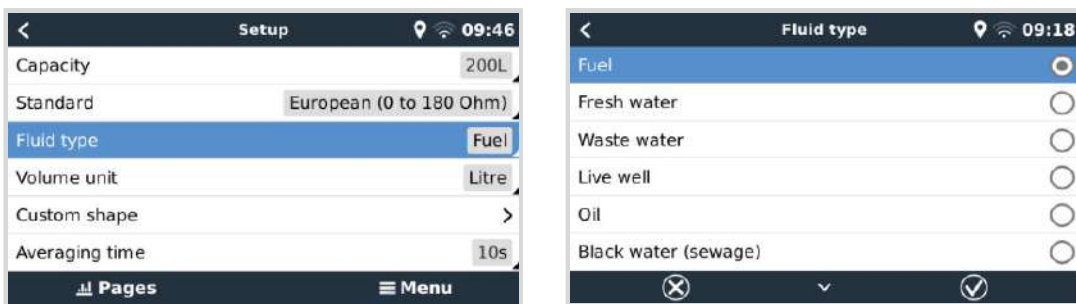 Setup 09:46
Capacity 200L
Standard European (0 to 180 Ohm)
Fluid type Fuel
Volume unit Litre
Custom shape
Averaging time 10s
Pages Menu
Fluid type 09:18
Fuel
Fresh water
Waste water
Live well
Oil
Black water (sewage)